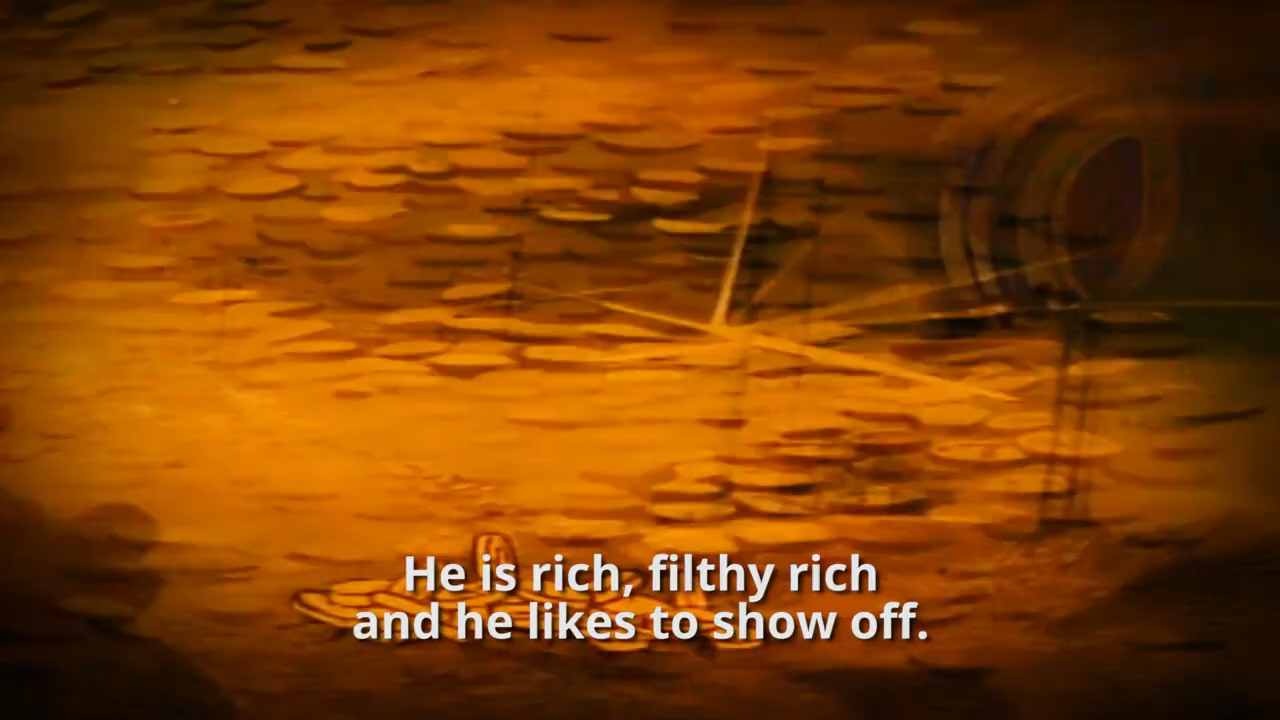 He is rich, filthy rich
and he likes to show off.